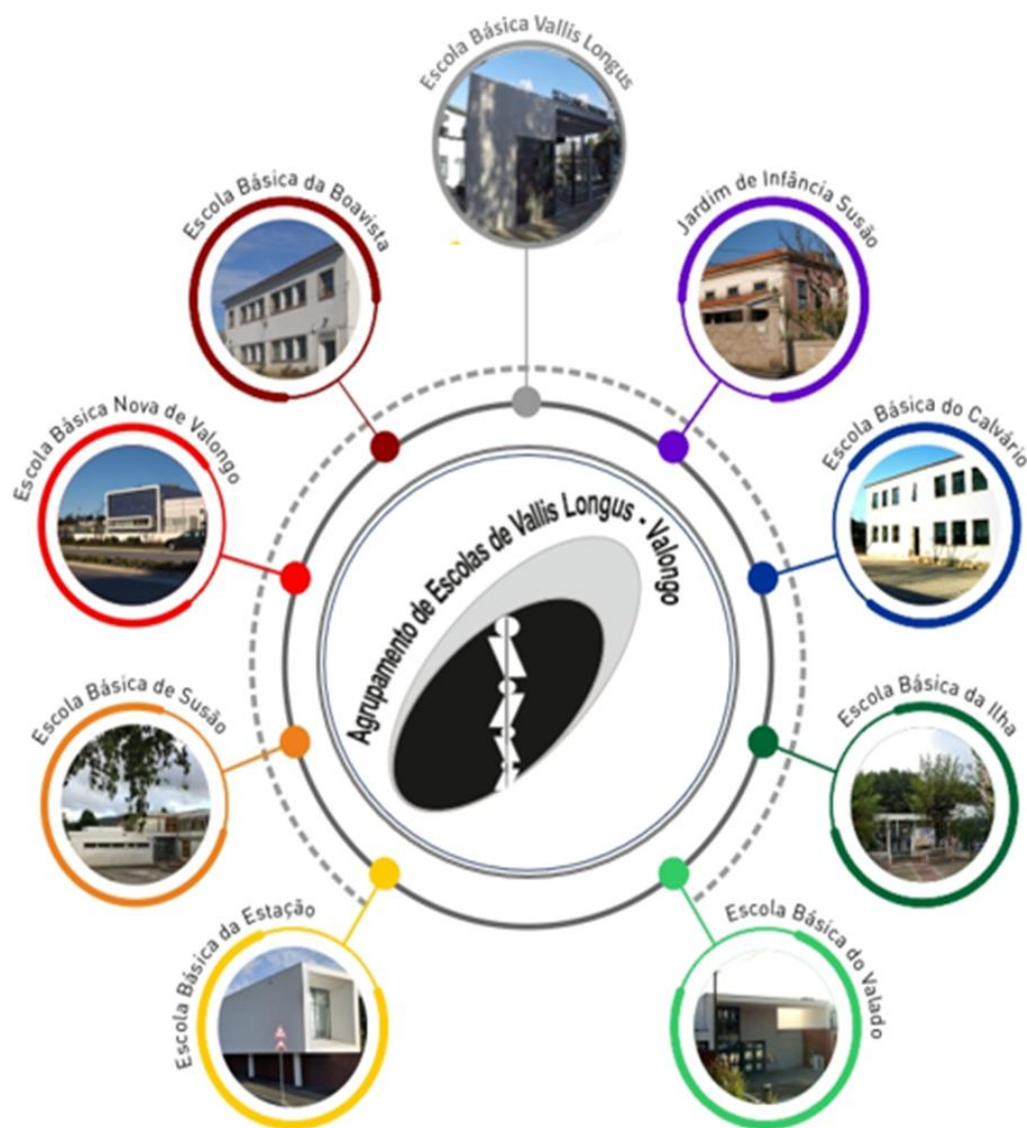 Escola Básica Vallis Longus
Escola Básica da Boavista
Jardim de Infância Susão
Escola Básica Nova de Valongo
Escola Básica do Calvário
Agrupamento de Escolas de Vallis Longus - Valongo
Escola Básica de Susão
Escola Básica da Ilha
Escola Básica da Estação
Escola Básica do Valado